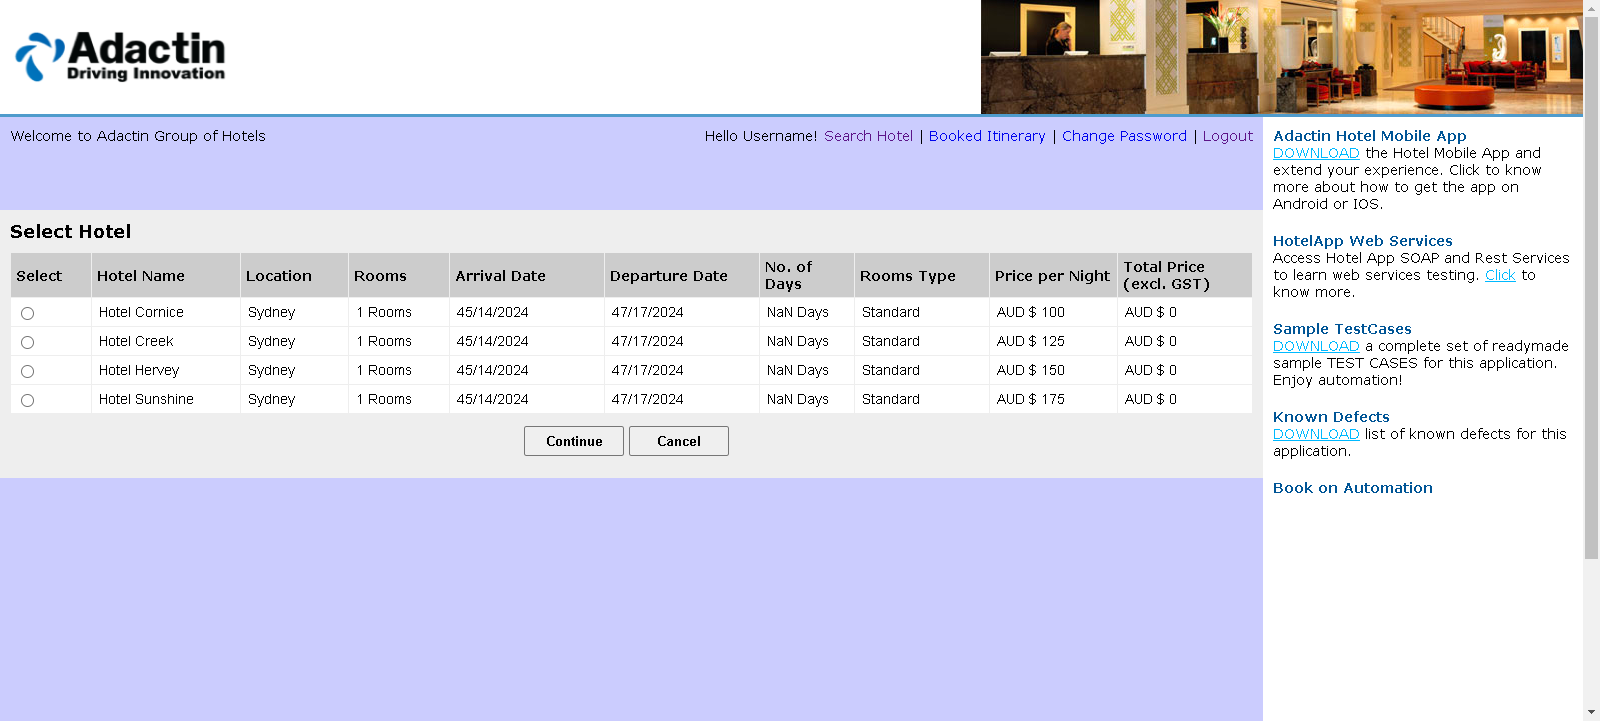 Adactin
Driving Innovation
Welcome to Adactin Group of Hotels
Hello Username! Search Hotel | Booked Itinerary | Change Password | Logout
Select Hotel
Select Hotel Name Location Rooms Arrival Date Departure Date No. of Days Rooms Type Price per Night Total Price (excl. GST)
Hotel Cornice Sydney 1 Rooms 45/14/2024 47/17/2024 NaN Days Standard AUD $ 100 AUD $ 0
Hotel Creek Sydney 1 Rooms 45/14/2024 47/17/2024 NaN Days Standard AUD $ 125 AUD $ 0
Hotel Hervey Sydney 1 Rooms 45/14/2024 47/17/2024 NaN Days Standard AUD $ 150 AUD $ 0
Hotel Sunshine Sydney 1 Rooms 45/14/2024 47/17/2024 NaN Days Standard AUD $ 175 AUD $ 0
Continue Cancel
Adactin Hotel Mobile App
DOWNLOAD the Hotel Mobile App and
extend your experience. Click to know
more about how to get the app on
Android or IOS.
HotelApp Web Services
Access Hotel App SOAP and Rest Services
to learn web services testing. Click to
know more.
Sample TestCases
DOWNLOAD a complete set of readymade
sample TEST CASES for this application.
Enjoy automation!
Known Defects
DOWNLOAD list of known defects for this
application.
Book on Automation